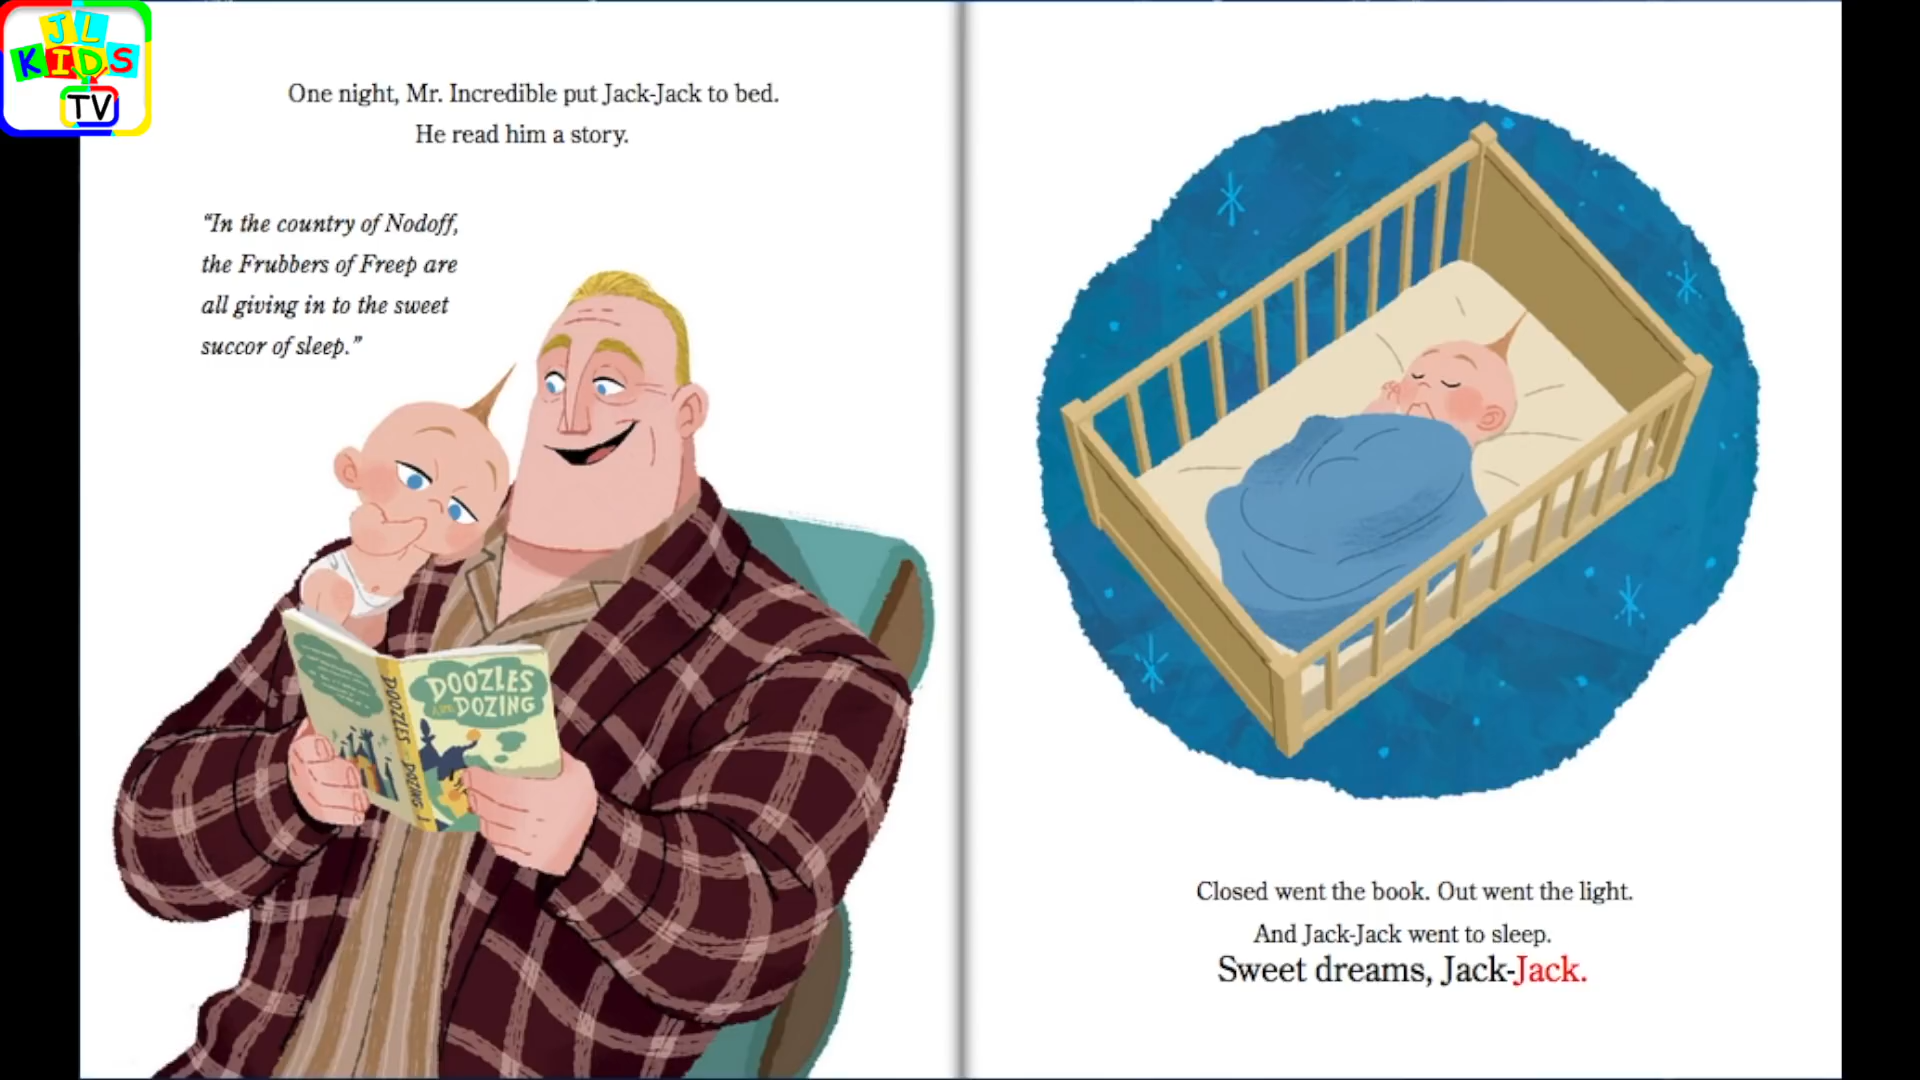 JL
KIDS
TV
One night, Mr. Incredible put Jack-Jack to bed.
He read him a story.
“In the country of Nodoff,
the Frubbers of Freep are
all giving in to the sweet
succor of sleep.”
DOOZLES
ARE DOZING
DOOZLES DOZING
Closed went the book. Out went the light.
And Jack-Jack went to sleep.
Sweet dreams, Jack-Jack.